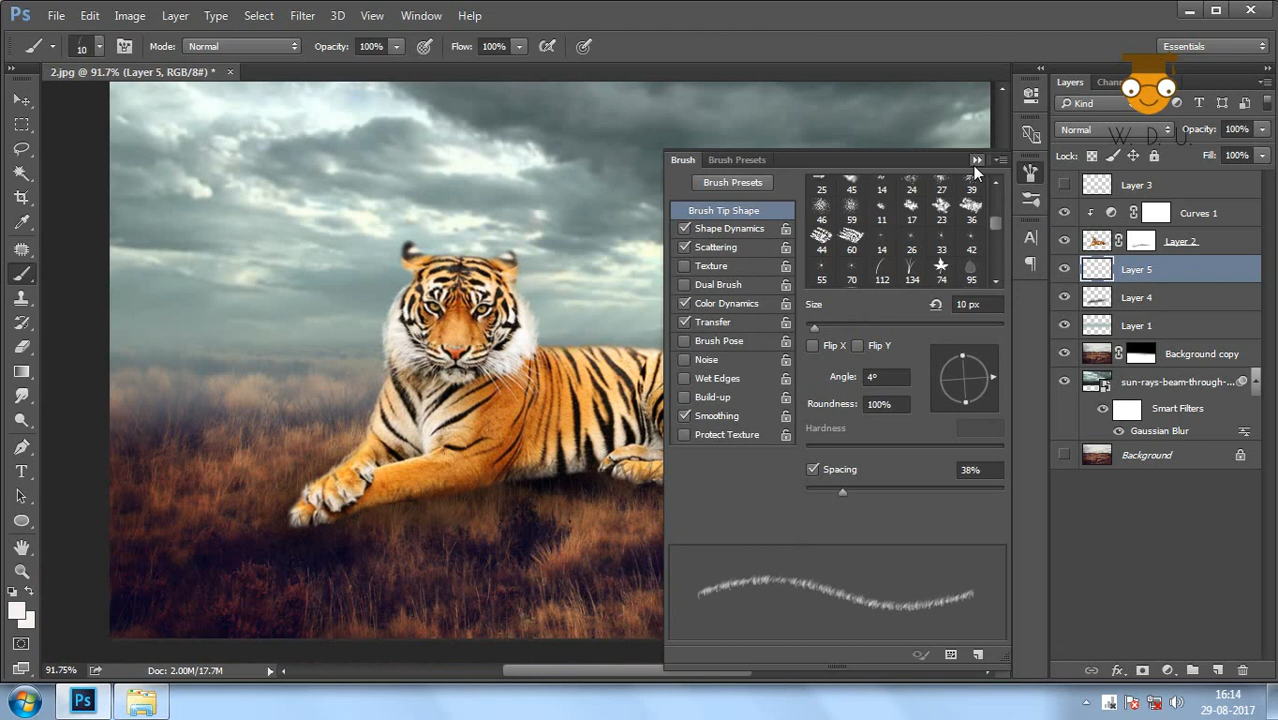 Ps File Edit Image Layer Type Select Filter 3D View Window Help
10 Mode: Normal Opacity: 100% Flow: 100% Essentials
2.jpg @ 91.7% (Layer 5, RGB/8#) * ×
Brush Brush Presets
Brush Presets
Brush Tip Shape
Shape Dynamics
Scattering
Texture
Dual Brush
Color Dynamics
Transfer
Brush Pose
Noise
Wet Edges
Build-up
Smoothing
Protect Texture
25 45 14 24 27 39
46 59 11 17 23 36
44 60 14 26 33 42
55 70 112 134 74 95
Size 10 px
Flip X Flip Y
Angle: 4º
Roundness: 100%
Hardness
Spacing 38%
Layers Chann
Kind
W. D. U.
Normal Opacity: 100%
Lock: Fill: 100%
Layer 3
Curves 1
Layer 2
Layer 5
Layer 4
Layer 1
Background copy
sun-rays-beam-through-...
Smart Filters
Gaussian Blur
Background
91.75% Doc: 2.00M/17.7M
Ps
16:14
29-08-2017